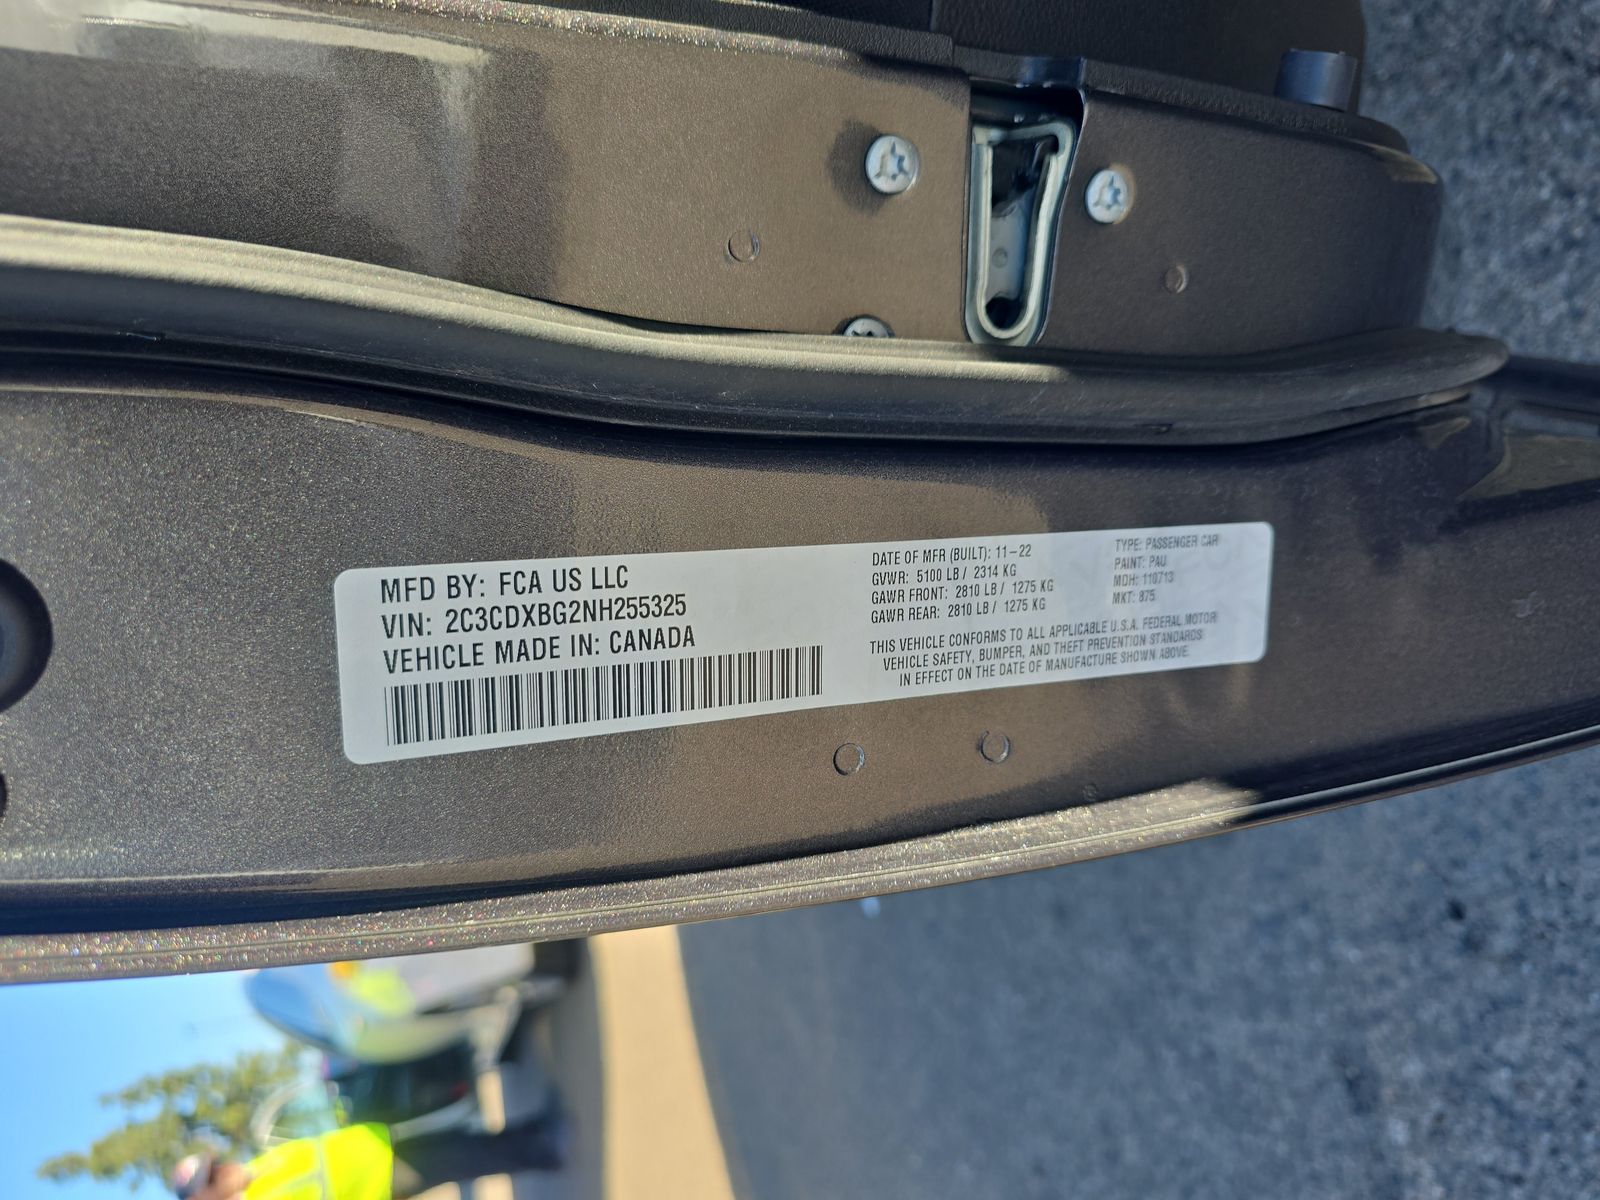 MFD BY: FCA US LLC
VIN: 2C3CDXBG2NH255325
VEHICLE MADE IN: CANADA
DATE OF MFR (BUILT): 11-22
GVWR: 5100 LB / 2314 KG
GAWR FRONT: 2810 LB / 1275 KG
GAWR REAR: 2810 LB / 1275 KG
TYPE: PASSENGER CAR
PAINT: PAU
MDH: 110713
MKT: 875
THIS VEHICLE CONFORMS TO ALL APPLICABLE U.S.A. FEDERAL MOTOR
VEHICLE SAFETY, BUMPER, AND THEFT PREVENTION STANDARDS
IN EFFECT ON THE DATE OF MANUFACTURE SHOWN ABOVE.